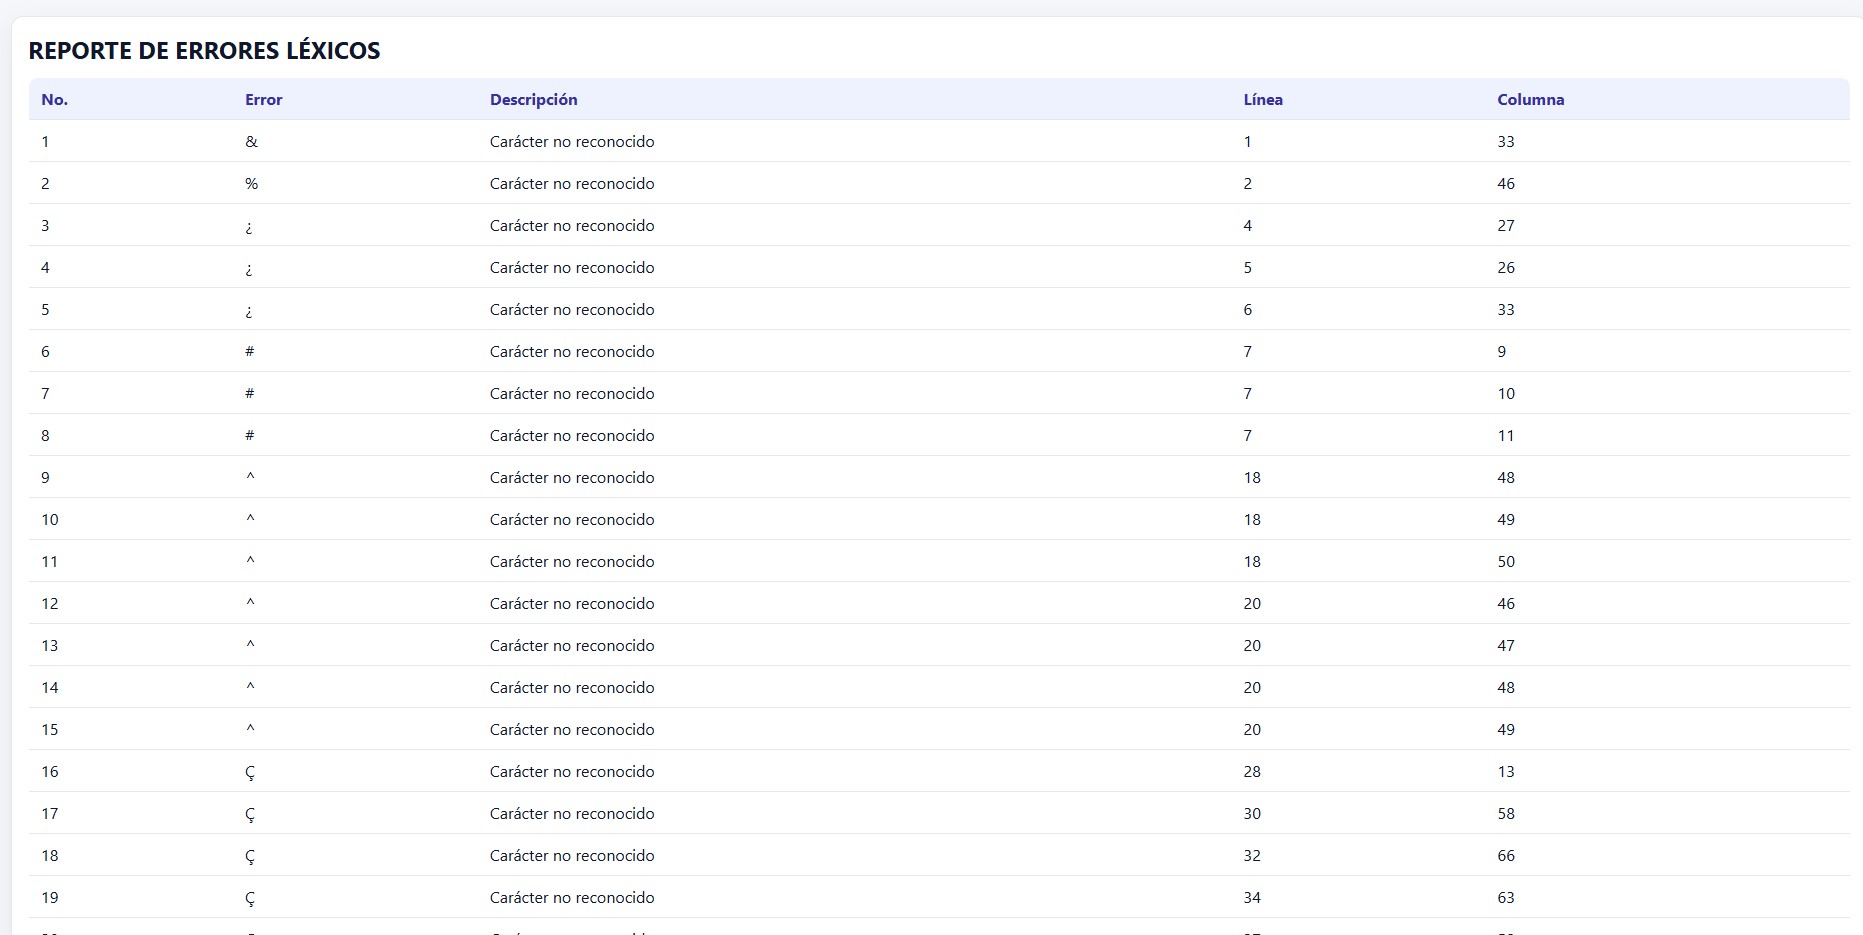 REPORTE DE ERRORES LÉXICOS
No. Error Descripción Línea Columna
1 & Carácter no reconocido 1 33
2 % Carácter no reconocido 2 46
3 ¿ Carácter no reconocido 4 27
4 ¿ Carácter no reconocido 5 26
5 ¿ Carácter no reconocido 6 33
6 # Carácter no reconocido 7 9
7 # Carácter no reconocido 7 10
8 # Carácter no reconocido 7 11
9 ^ Carácter no reconocido 18 48
10 ^ Carácter no reconocido 18 49
11 ^ Carácter no reconocido 18 50
12 ^ Carácter no reconocido 20 46
13 ^ Carácter no reconocido 20 47
14 ^ Carácter no reconocido 20 48
15 ^ Carácter no reconocido 20 49
16 Ç Carácter no reconocido 28 13
17 Ç Carácter no reconocido 30 58
18 Ç Carácter no reconocido 32 66
19 Ç Carácter no reconocido 34 63